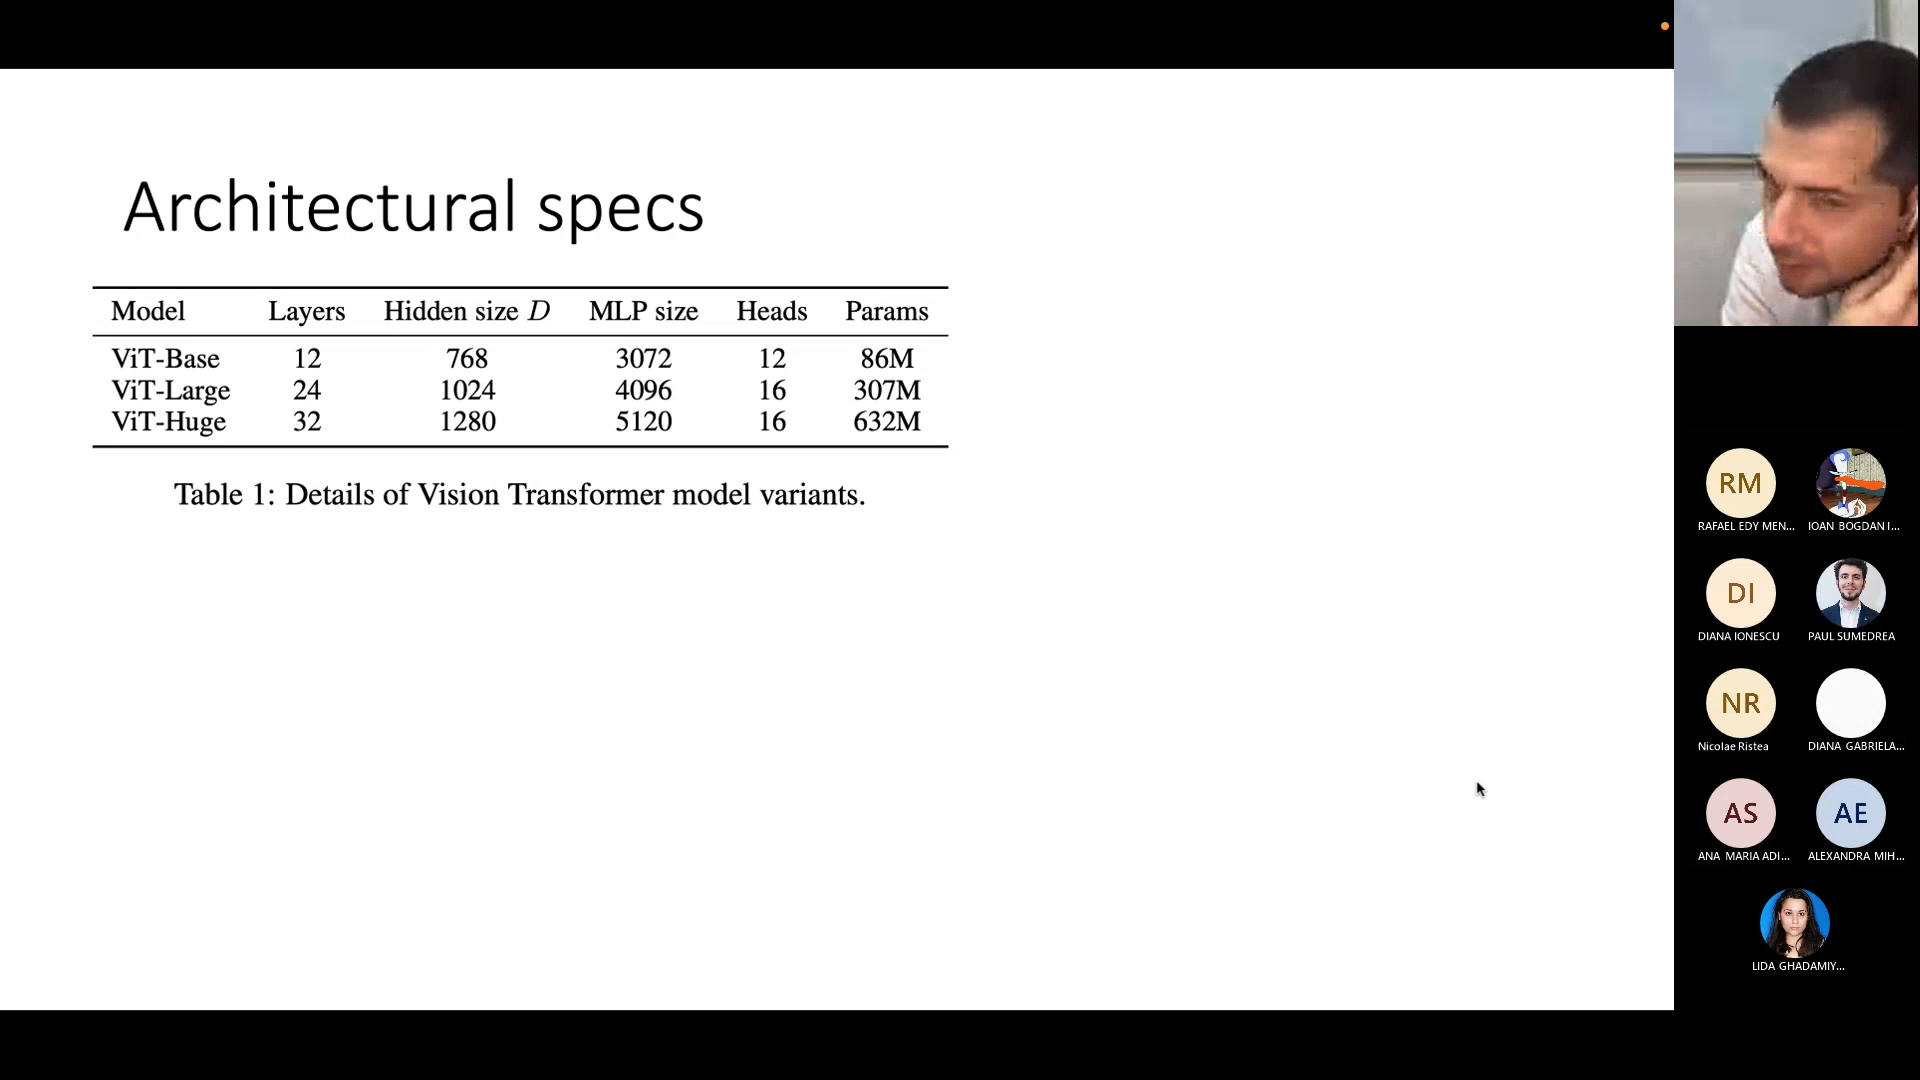 Architectural specs
Model Layers Hidden size D MLP size Heads Params
ViT-Base 12 768 3072 12 86M
ViT-Large 24 1024 4096 16 307M
ViT-Huge 32 1280 5120 16 632M
Table 1: Details of Vision Transformer model variants.
RM
RAFAEL EDY MEN...
IOAN BOGDAN I...
DI
DIANA IONESCU
PAUL SUMEDREA
NR
Nicolae Ristea
DIANA GABRIELA...
AS
ANA MARIA ADI...
AE
ALEXANDRA MIH...
LIDA GHADAMIY...